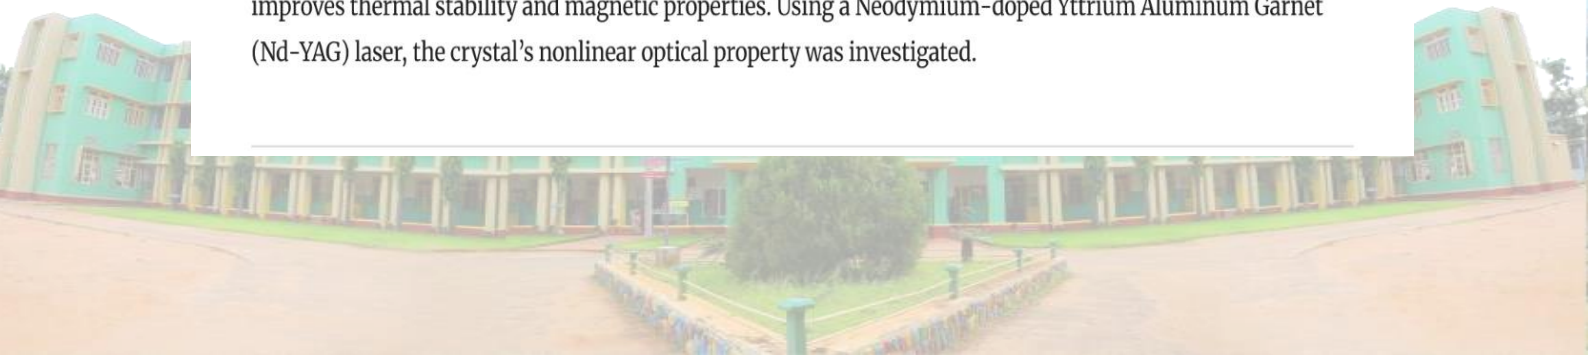 improves thermal stability and magnetic properties. Using a Neodymium-doped Yttrium Aluminum Garnet
(Nd-YAG) laser, the crystal’s nonlinear optical property was investigated.